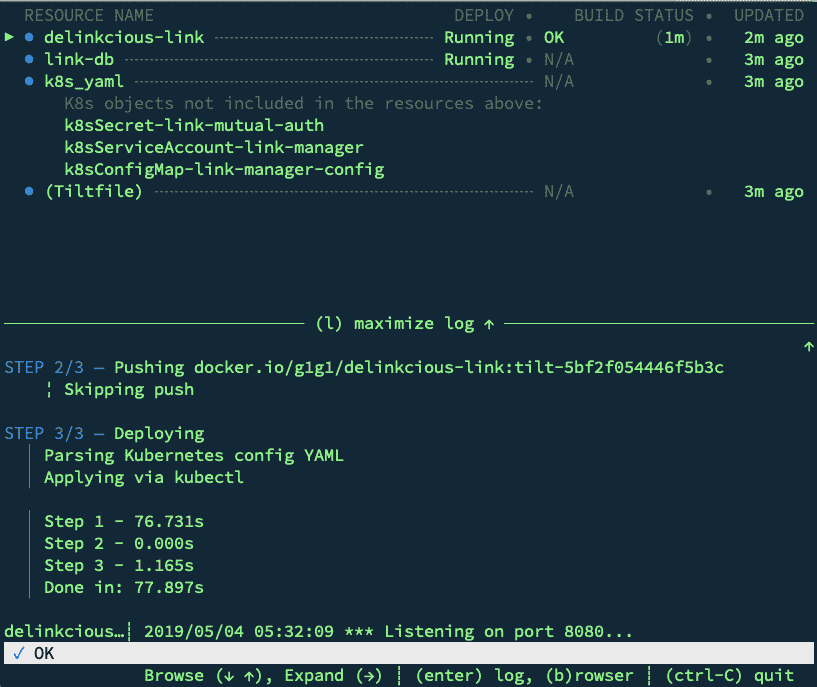 RESOURCE NAME DEPLOY • BUILD STATUS • UPDATED
▶ ● delinkcious-link Running • OK (1m) • 2m ago
● link-db Running • N/A • 3m ago
● k8s_yaml N/A • 3m ago
K8s objects not included in the resources above:
k8sSecret-link-mutual-auth
k8sServiceAccount-link-manager
k8sConfigMap-link-manager-config
● (Tiltfile) N/A • 3m ago
(l) maximize log ↑
↑
STEP 2/3 — Pushing docker.io/g1g1/delinkcious-link:tilt-5bf2f054446f5b3c
¦ Skipping push
STEP 3/3 — Deploying
│ Parsing Kubernetes config YAML
│ Applying via kubectl
│ Step 1 - 76.731s
│ Step 2 - 0.000s
│ Step 3 - 1.165s
│ Done in: 77.897s
delinkcious…┆ 2019/05/04 05:32:09 *** Listening on port 8080...
✓ OK
Browse (↓ ↑), Expand (→) ┆ (enter) log, (b)rowser ┆ (ctrl-C) quit